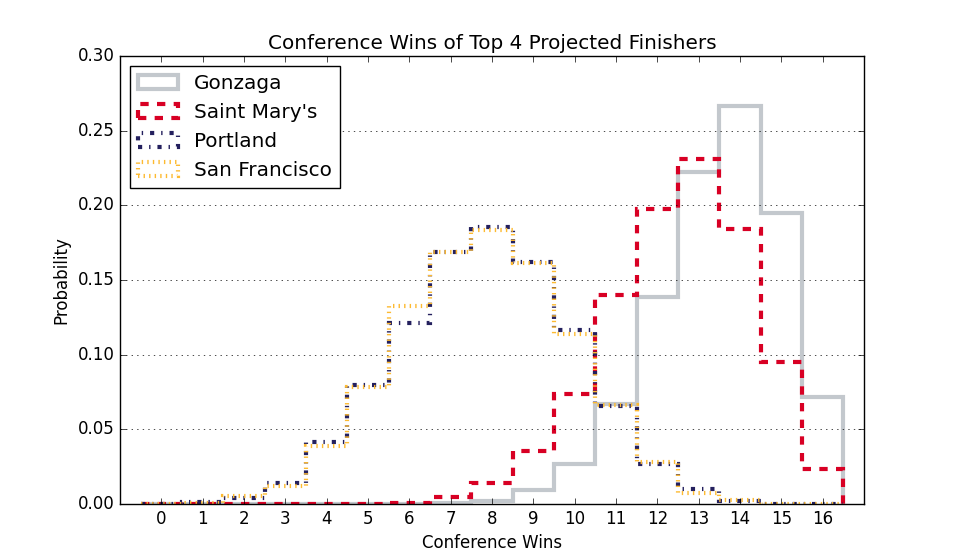 Conference Wins of Top 4 Projected Finishers
0.30
0.25
0.20
0.15
0.10
0.05
0.00
Probability
Gonzaga
Saint Mary's
Portland
San Francisco
0 1 2 3 4 5 6 7 8 9 10 11 12 13 14 15 16
Conference Wins